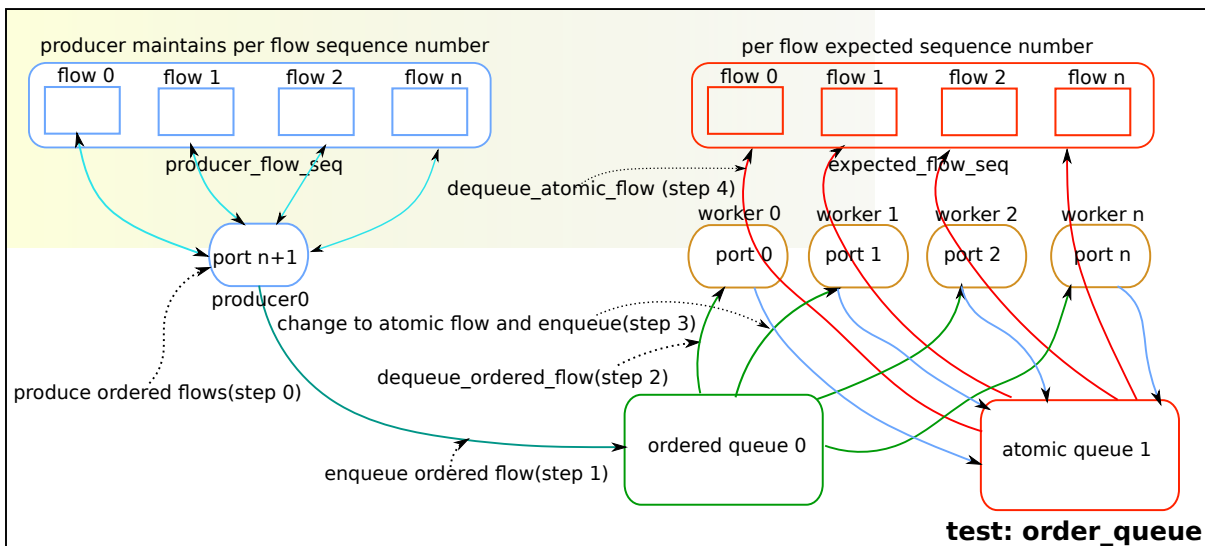 producer maintains per flow sequence number
per flow expected sequence number
flow 0
flow 1
flow 2
flow n
flow 0
flow 1
flow 2
flow n
producer_flow_seq
expected_flow_seq
dequeue_atomic_flow (step 4)
worker 0
worker 1
worker 2
worker n
port n+1
port 0
port 1
port 2
port n
producer0
change to atomic flow and enqueue(step 3)
dequeue_ordered_flow(step 2)
produce ordered flows(step 0)
ordered queue 0
atomic queue 1
enqueue ordered flow(step 1)
test: order_queue